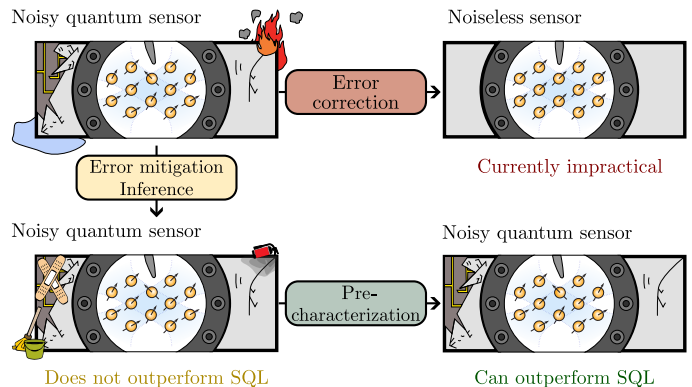 Noisy quantum sensor
Noiseless sensor
Error
correction
Currently impractical
Error mitigation
Inference
Noisy quantum sensor
Noisy quantum sensor
Pre-
characterization
Does not outperform SQL
Can outperform SQL